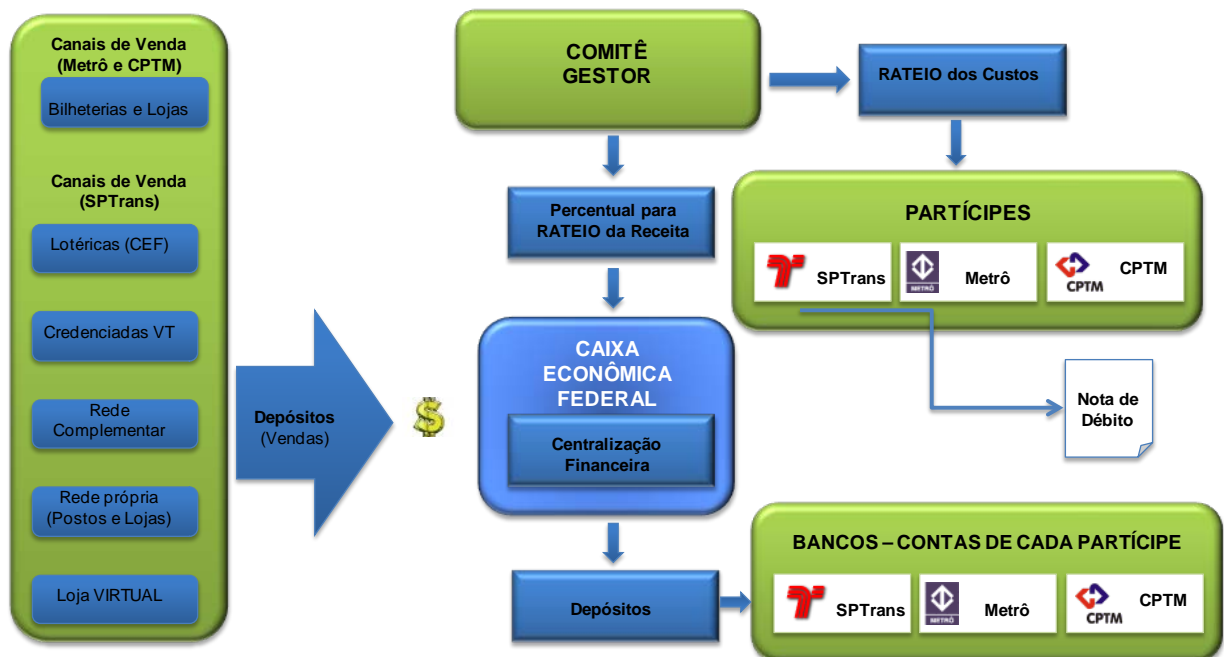 Canais de Venda
(Metrô e CPTM)
Bilheterias e Lojas
Canais de Venda
(SPTrans)
Lotéricas (CEF)
Credenciadas VT
Rede
Complementar
Rede própria
(Postos e Lojas)
Loja VIRTUAL
Depósitos
(Vendas)
$
COMITÊ
GESTOR
RATEIO dos Custos
Percentual para
RATEIO da Receita
PARTÍCIPES
SPTrans
METRÔ
Metrô
CPTM
CPTM
Nota de
Débito
CAIXA
ECONÔMICA
FEDERAL
Centralização
Financeira
Depósitos
BANCOS – CONTAS DE CADA PARTÍCIPE
SPTrans
METRÔ
Metrô
CPTM
CPTM